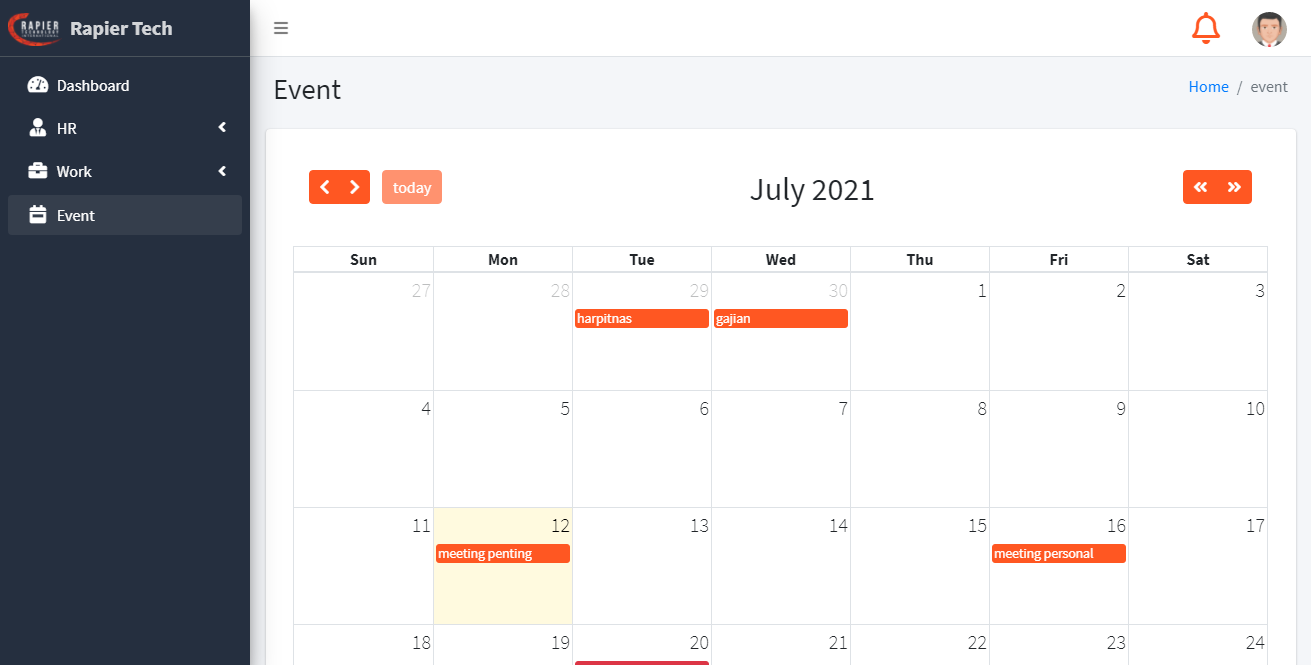 RAPIER
TECHNOLOGY
INTERNATIONAL
Rapier Tech
Dashboard
HR
Work
Event
Event
Home / event
today
July 2021
Sun Mon Tue Wed Thu Fri Sat
27 28 29 30 1 2 3
harpitnas gajian
4 5 6 7 8 9 10
11 12 13 14 15 16 17
meeting penting meeting personal
18 19 20 21 22 23 24